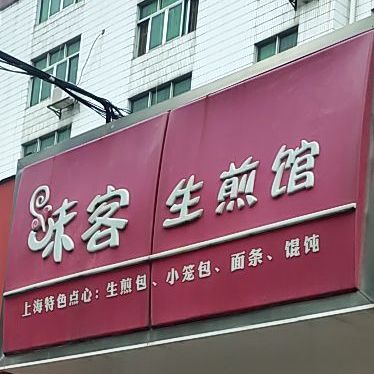 味客 生煎馆
上海特色点心：生煎包、小笼包、面条、馄饨